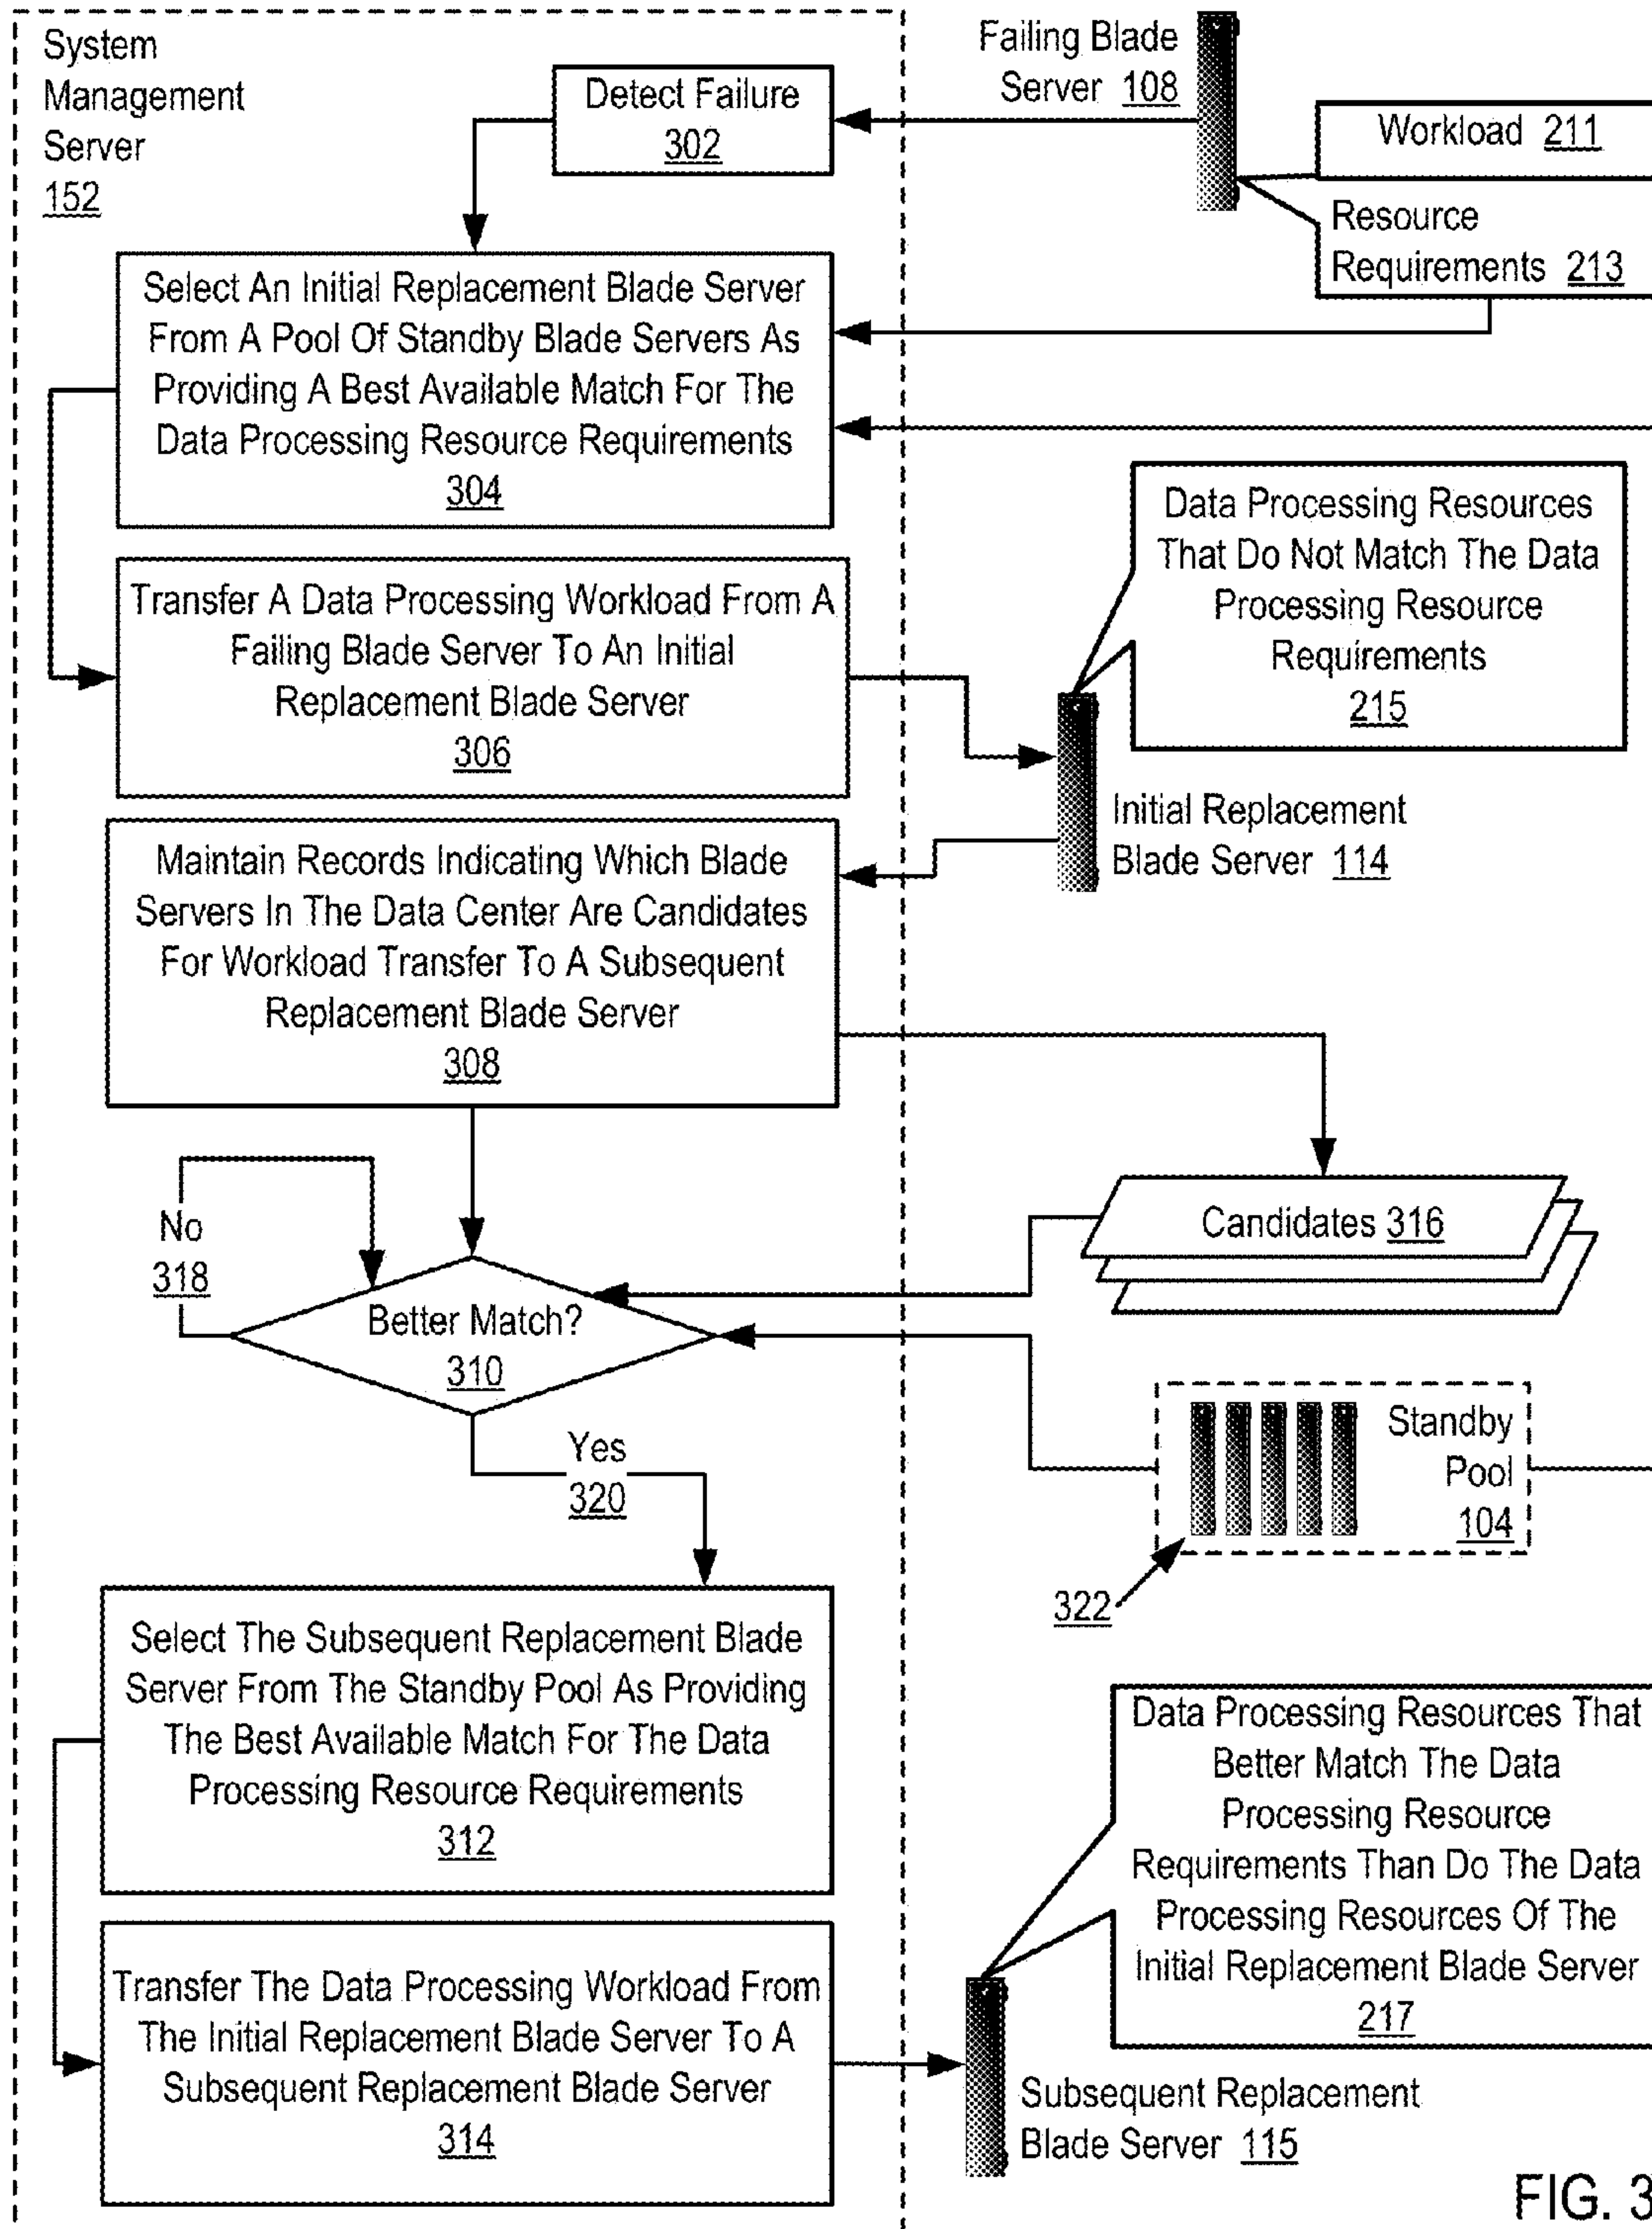 System
Management
Server
152
Detect Failure
302
Failing Blade
Server 108
Workload 211
Resource
Requirements 213
Select An Initial Replacement Blade Server
From A Pool Of Standby Blade Servers As
Providing A Best Available Match For The
Data Processing Resource Requirements
304
Data Processing Resources
That Do Not Match The Data
Processing Resource
Requirements
215
Transfer A Data Processing Workload From A
Failing Blade Server To An Initial
Replacement Blade Server
306
Initial Replacement
Blade Server 114
Maintain Records Indicating Which Blade
Servers In The Data Center Are Candidates
For Workload Transfer To A Subsequent
Replacement Blade Server
308
Candidates 316
No
318
Better Match?
310
Standby
Pool
104
322
Yes
320
Select The Subsequent Replacement Blade
Server From The Standby Pool As Providing
The Best Available Match For The Data
Processing Resource Requirements
312
Data Processing Resources That
Better Match The Data
Processing Resource
Requirements Than Do The Data
Processing Resources Of The
Initial Replacement Blade Server
217
Transfer The Data Processing Workload From
The Initial Replacement Blade Server To A
Subsequent Replacement Blade Server
314
Subsequent Replacement
Blade Server 115
FIG. 3